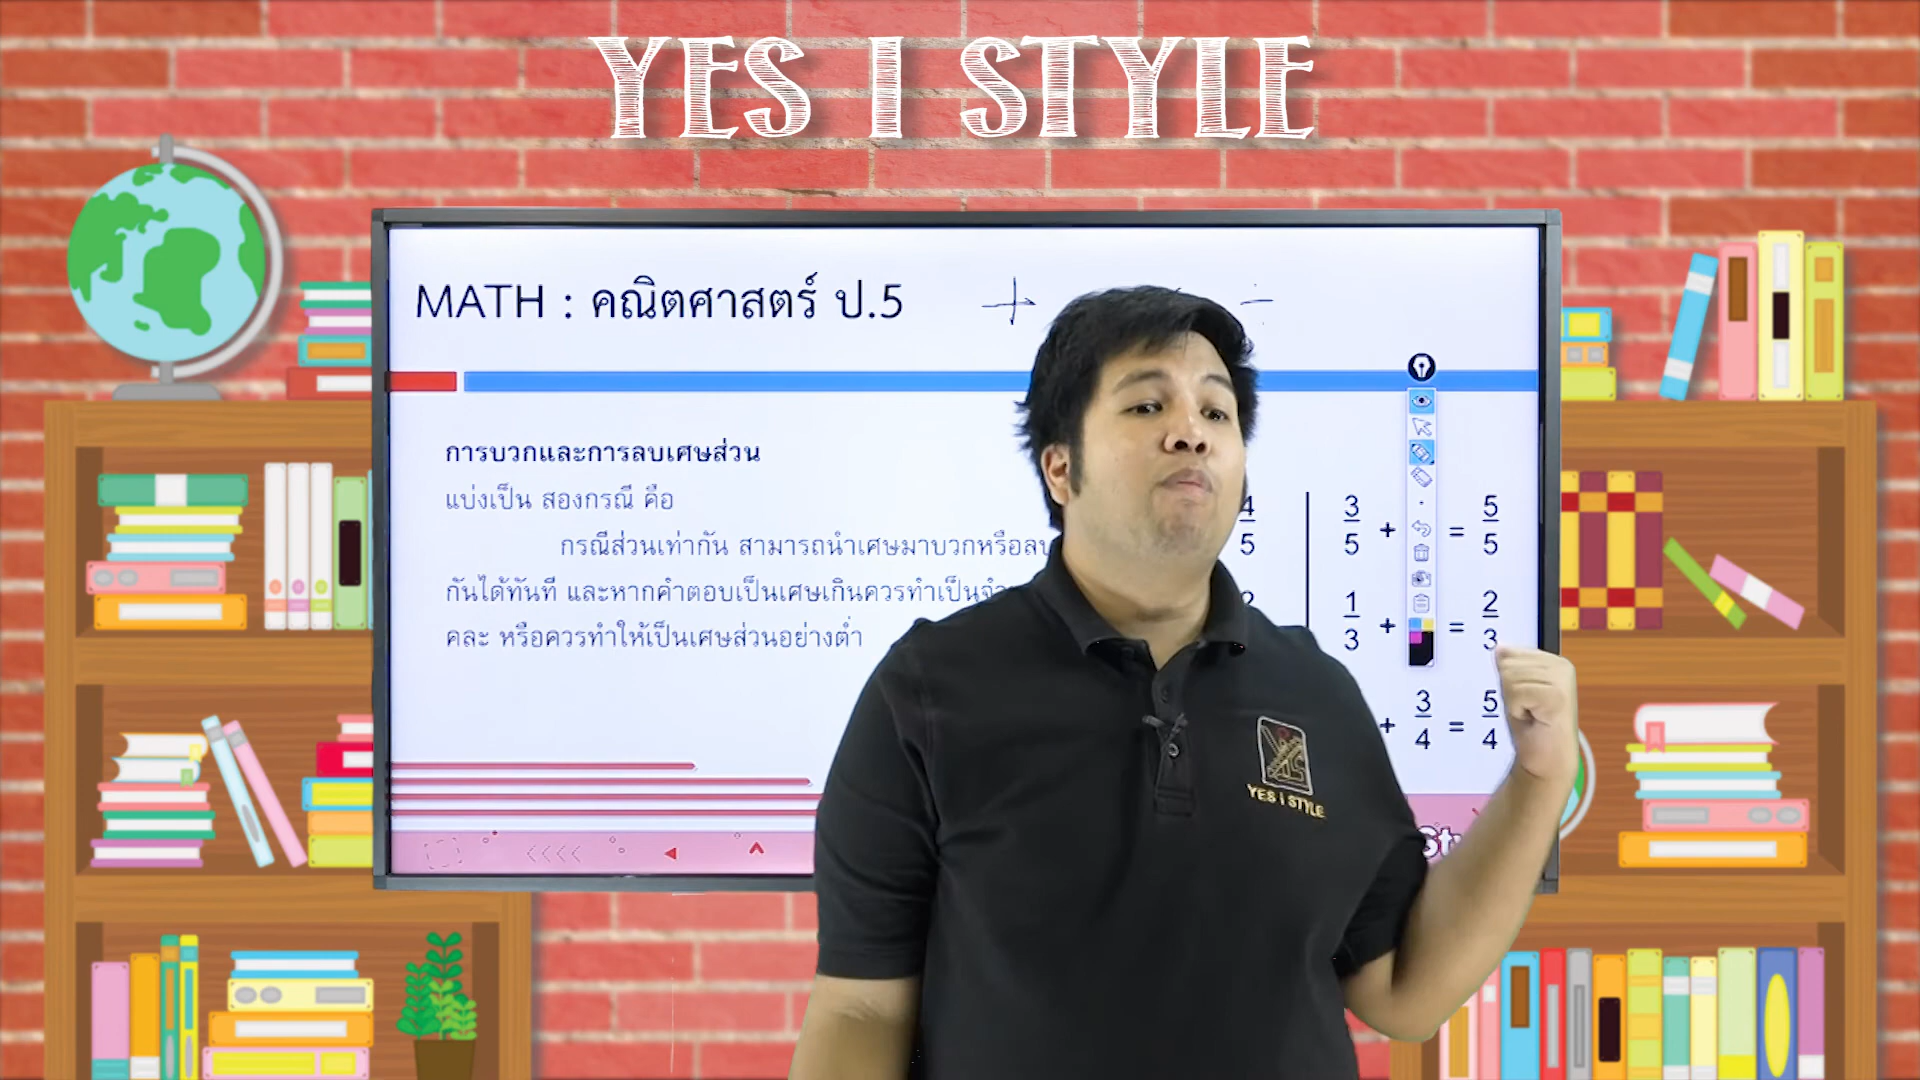 YES I STYLE
MATH : คณิตศาสตร์ ป.5
+ ÷
การบวกและการลบเศษส่วน
แบ่งเป็น สองกรณี คือ
กรณีส่วนเท่ากัน สามารถนำเศษมาบวกหรือลบ
กันได้ทันที และหากคำตอบเป็นเศษเกินควรทำเป็น
คละ หรือควรทำให้เป็นเศษส่วนอย่างต่ำ
4/5
3/5 + = 5/5
1/3 + = 2/3
+ 3/4 = 5/4
YES I STYLE